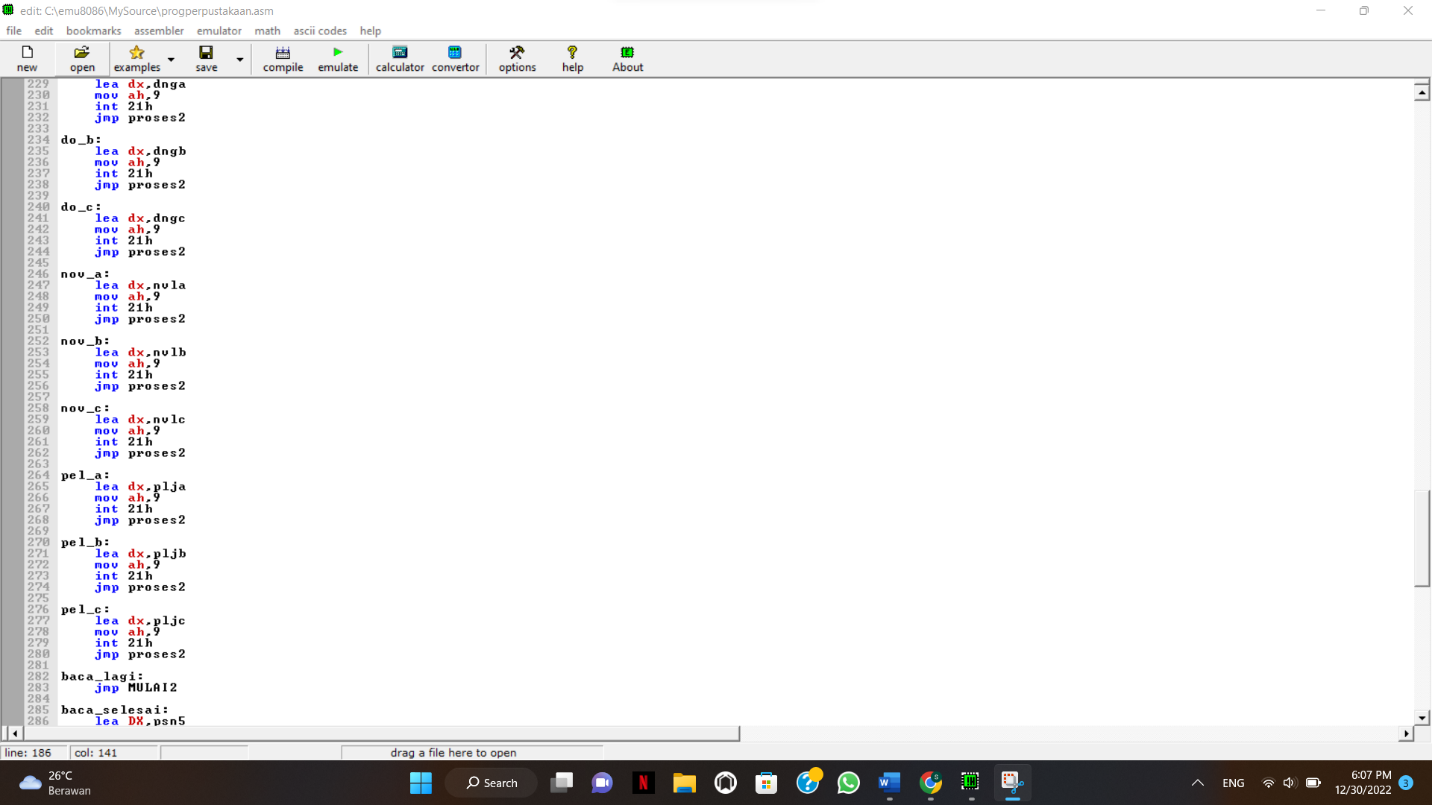 edit: C:\emu8086\MySource\progperpustakaan.asm
file edit bookmarks assembler emulator math ascii codes help
new open examples save compile emulate calculator convertor options help About
229 lea dx,dnga
230 mov ah,9
231 int 21h
232 jmp proses2
233
234 do_b:
235 lea dx,dngb
236 mov ah,9
237 int 21h
238 jmp proses2
239
240 do_c:
241 lea dx,dngc
242 mov ah,9
243 int 21h
244 jmp proses2
245
246 nov_a:
247 lea dx,nvla
248 mov ah,9
249 int 21h
250 jmp proses2
251
252 nov_b:
253 lea dx,nvlb
254 mov ah,9
255 int 21h
256 jmp proses2
257
258 nov_c:
259 lea dx,nvlc
260 mov ah,9
261 int 21h
262 jmp proses2
263
264 pel_a:
265 lea dx,plja
266 mov ah,9
267 int 21h
268 jmp proses2
269
270 pel_b:
271 lea dx,pljb
272 mov ah,9
273 int 21h
274 jmp proses2
275
276 pel_c:
277 lea dx,pljc
278 mov ah,9
279 int 21h
280 jmp proses2
281
282 baca_lagi:
283 jmp MULAI2
284
285 baca_selesai:
286 lea DX,psn5
line: 186 col: 141 drag a file here to open
26°C
Berawan
Search
ENG
6:07 PM
12/30/2022
3